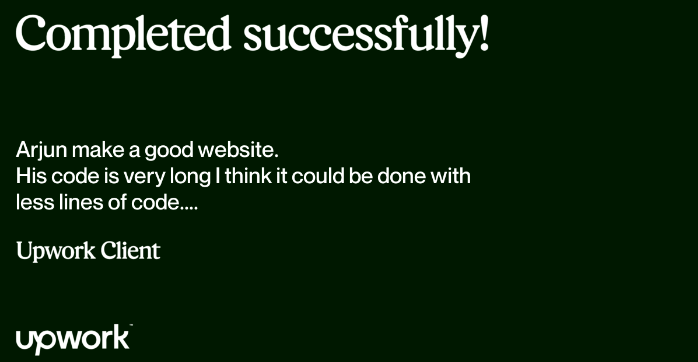 Completed successfully!
Arjun make a good website.
His code is very long I think it could be done with
less lines of code....
Upwork Client
upwork™